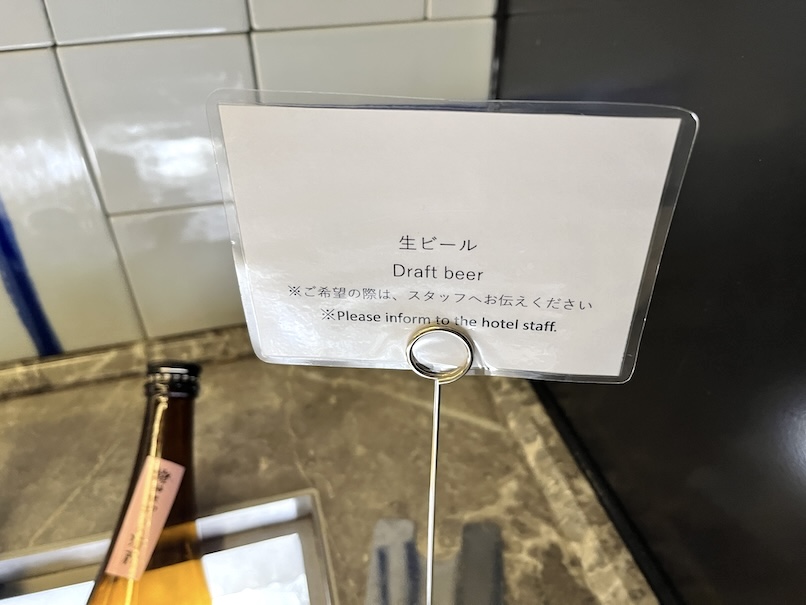 生ビール
Draft beer
※ご希望の際は、スタッフへお伝えください
※Please inform to the hotel staff.